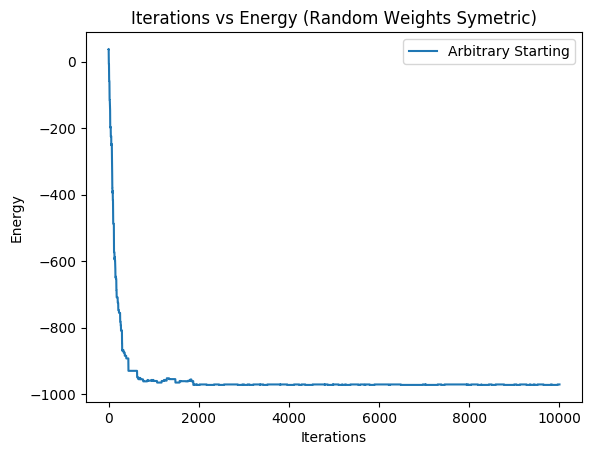 Iterations vs Energy (Random Weights Symetric)
Arbitrary Starting
Energy
0
−200
−400
−600
−800
−1000
0 2000 4000 6000 8000 10000
Iterations